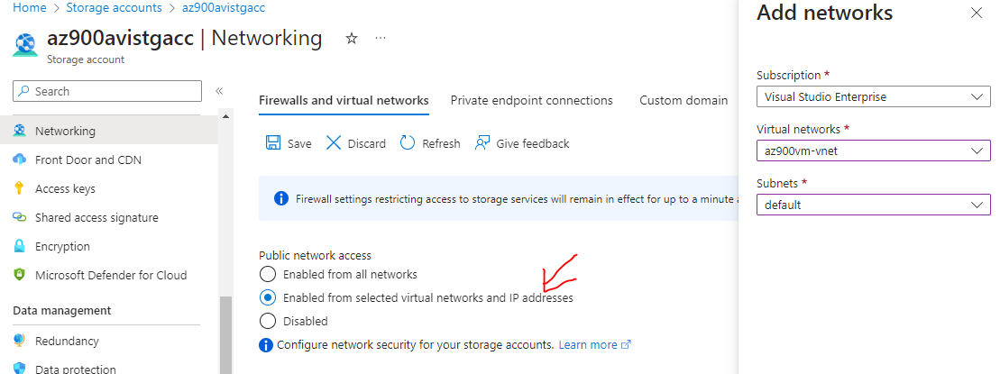 Home > Storage accounts > az900avistgacc
az900avistgacc | Networking
Storage account
Search
Networking
Front Door and CDN
Access keys
Shared access signature
Encryption
Microsoft Defender for Cloud
Data management
Redundancy
Data protection
Firewalls and virtual networks Private endpoint connections Custom domain
Save Discard Refresh Give feedback
Firewall settings restricting access to storage services will remain in effect for up to a minute
Public network access
Enabled from all networks
Enabled from selected virtual networks and IP addresses
Disabled
Configure network security for your storage accounts. Learn more
Add networks
Subscription *
Visual Studio Enterprise
Virtual networks *
az900vm-vnet
Subnets *
default